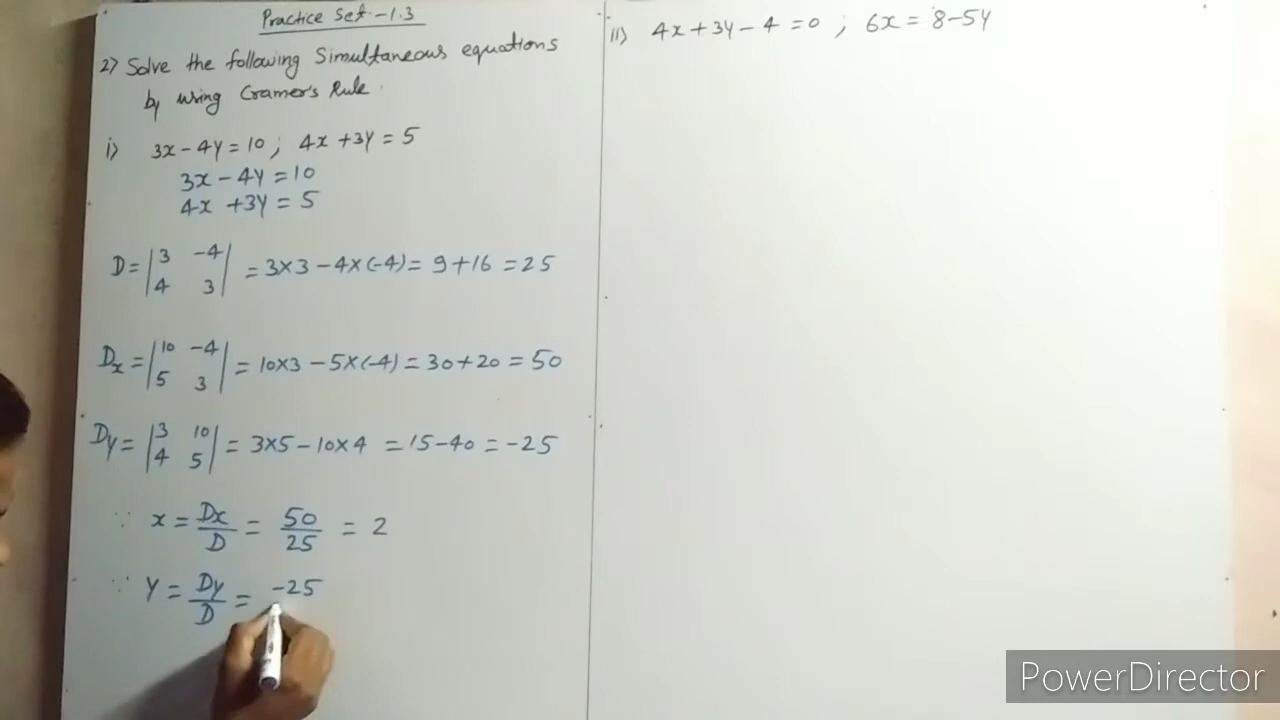 Practice Set-1.3
2) Solve the following Simultaneous equations
by using Cramer's Rule.
i) 3x - 4y = 10 ; 4x + 3y = 5
3x - 4y = 10
4x + 3y = 5
D = |3 -4|
|4 3| = 3×3 - 4×(-4) = 9+16 = 25
Dx = |10 -4|
|5 3| = 10×3 - 5×(-4) = 30+20 = 50
Dy = |3 10|
|4 5| = 3×5 - 10×4 = 15-40 = -25
∵ x = Dx/D = 50/25 = 2
∵ y = Dy/D = -25
ii) 4x + 3y - 4 = 0 ; 6x = 8 - 5y
PowerDirector